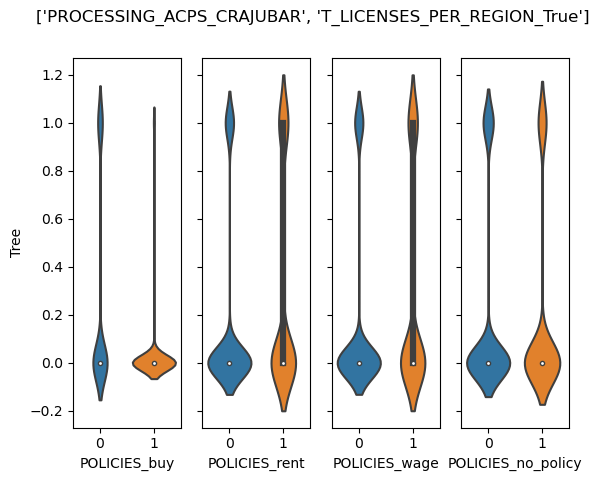 ['PROCESSING_ACPS_CRAJUBAR', 'T_LICENSES_PER_REGION_True']
1.2
1.0
0.8
0.6
0.4
0.2
0.0
−0.2
Tree
0 1 0 1 0 1 0 1
POLICIES_buy POLICIES_rent POLICIES_wage POLICIES_no_policy